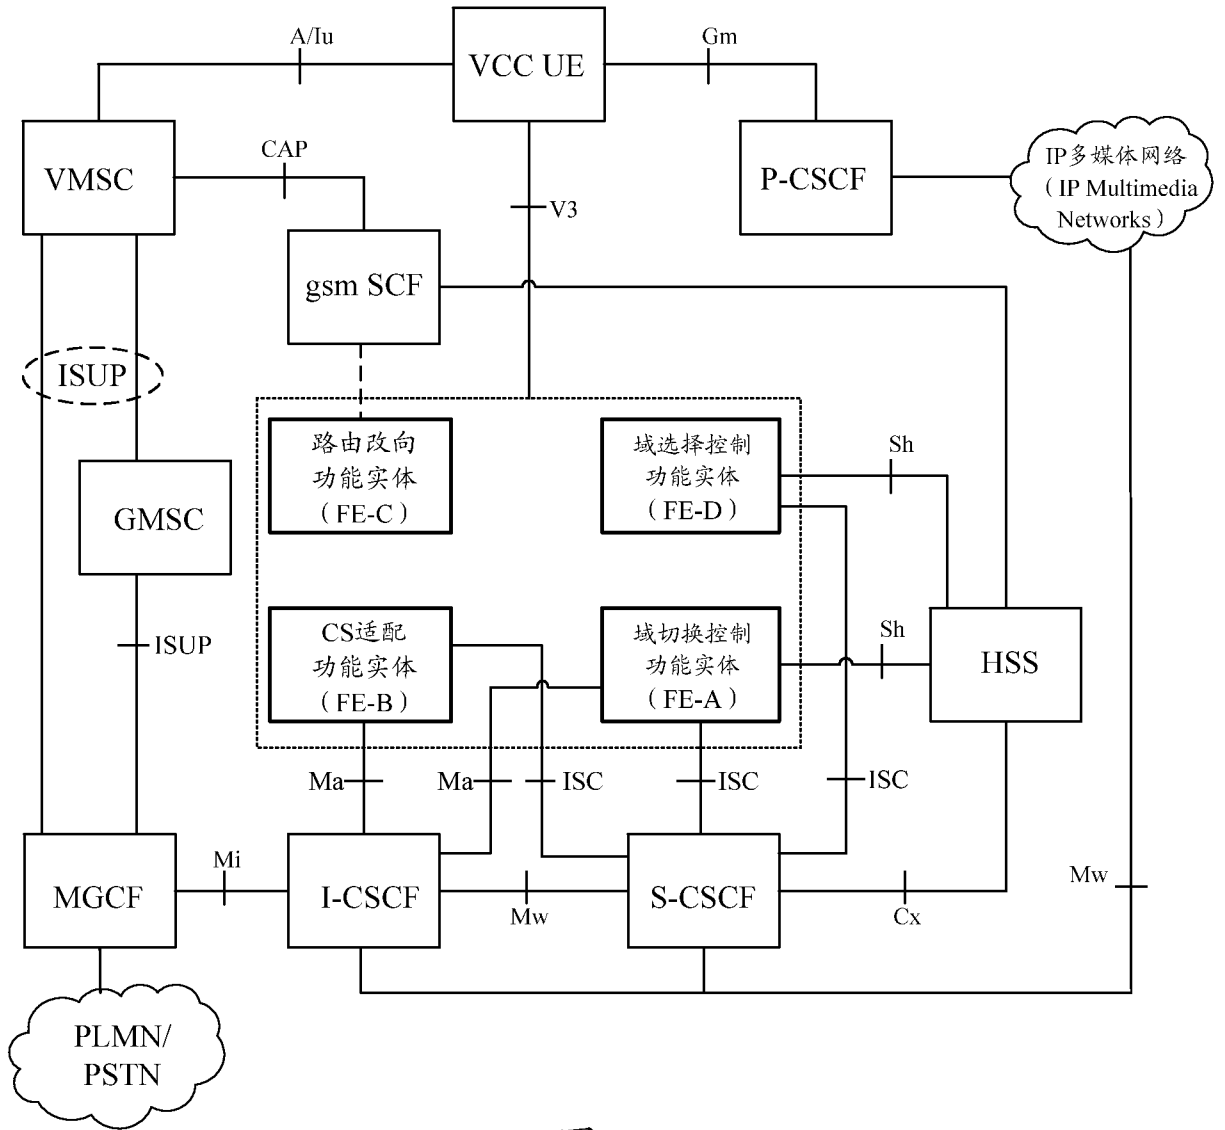 A/Iu
VCC UE
Gm
VMSC
CAP
P-CSCF
IP多媒体网络
（IP Multimedia
Networks）
V3
gsm SCF
ISUP
路由改向
功能实体
（FE-C）
域选择控制
功能实体
（FE-D）
Sh
GMSC
ISUP
CS适配
功能实体
（FE-B）
域切换控制
功能实体
（FE-A）
Sh
HSS
Ma
Ma
ISC
ISC
ISC
MGCF
Mi
I-CSCF
Mw
S-CSCF
Cx
Mw
PLMN/
PSTN